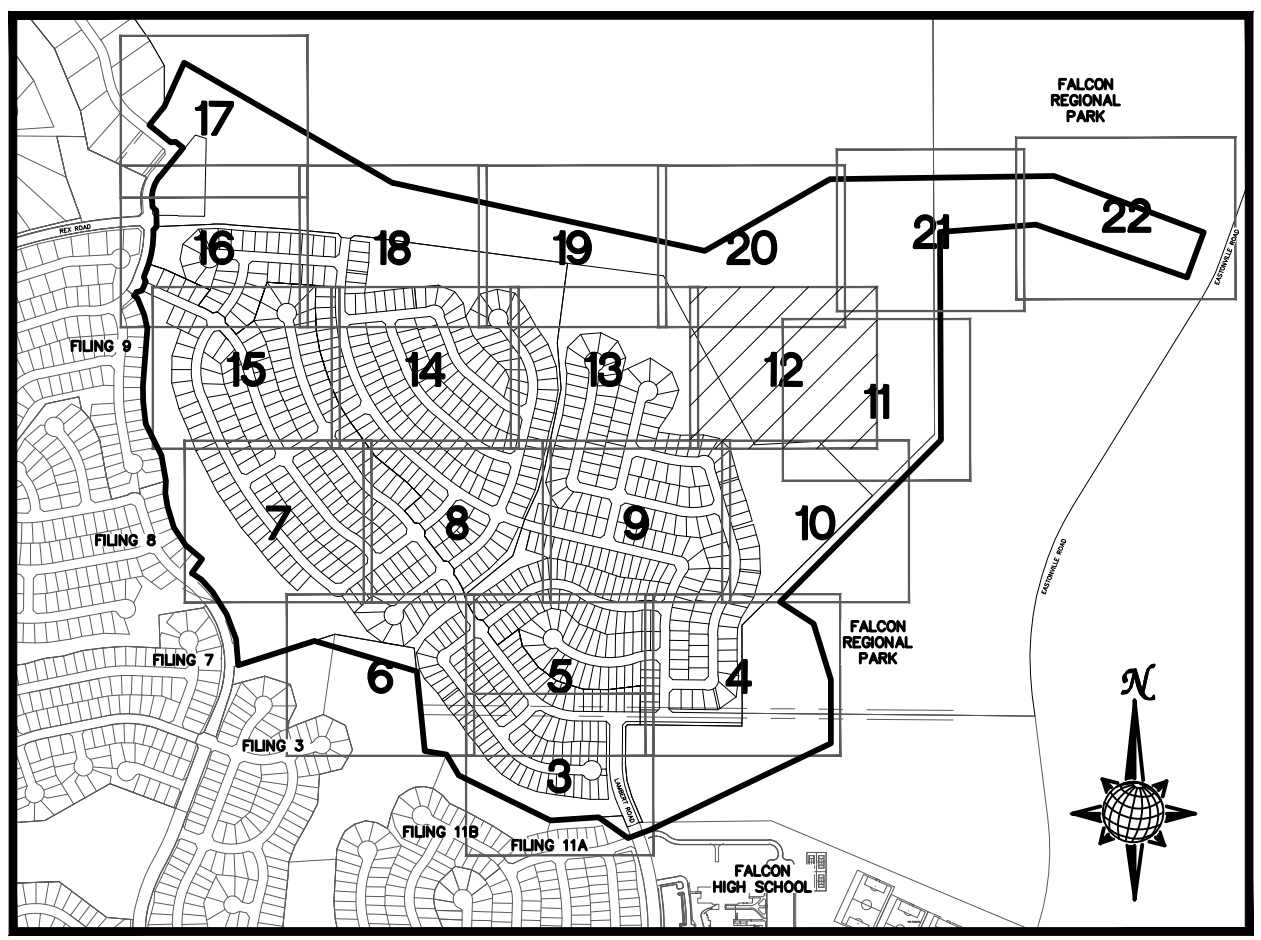 FALCON
REGIONAL
PARK
17
REX ROAD
16
18
19
20
21
22
EASTONVILLE ROAD
FILING 9
15
14
13
12
11
EASTONVILLE ROAD
FILING 8
7
8
9
10
FALCON
REGIONAL
PARK
FILING 7
6
5
4
N
FILING 3
3
LAMBERT ROAD
FILING 11B
FILING 11A
FALCON
HIGH SCHOOL